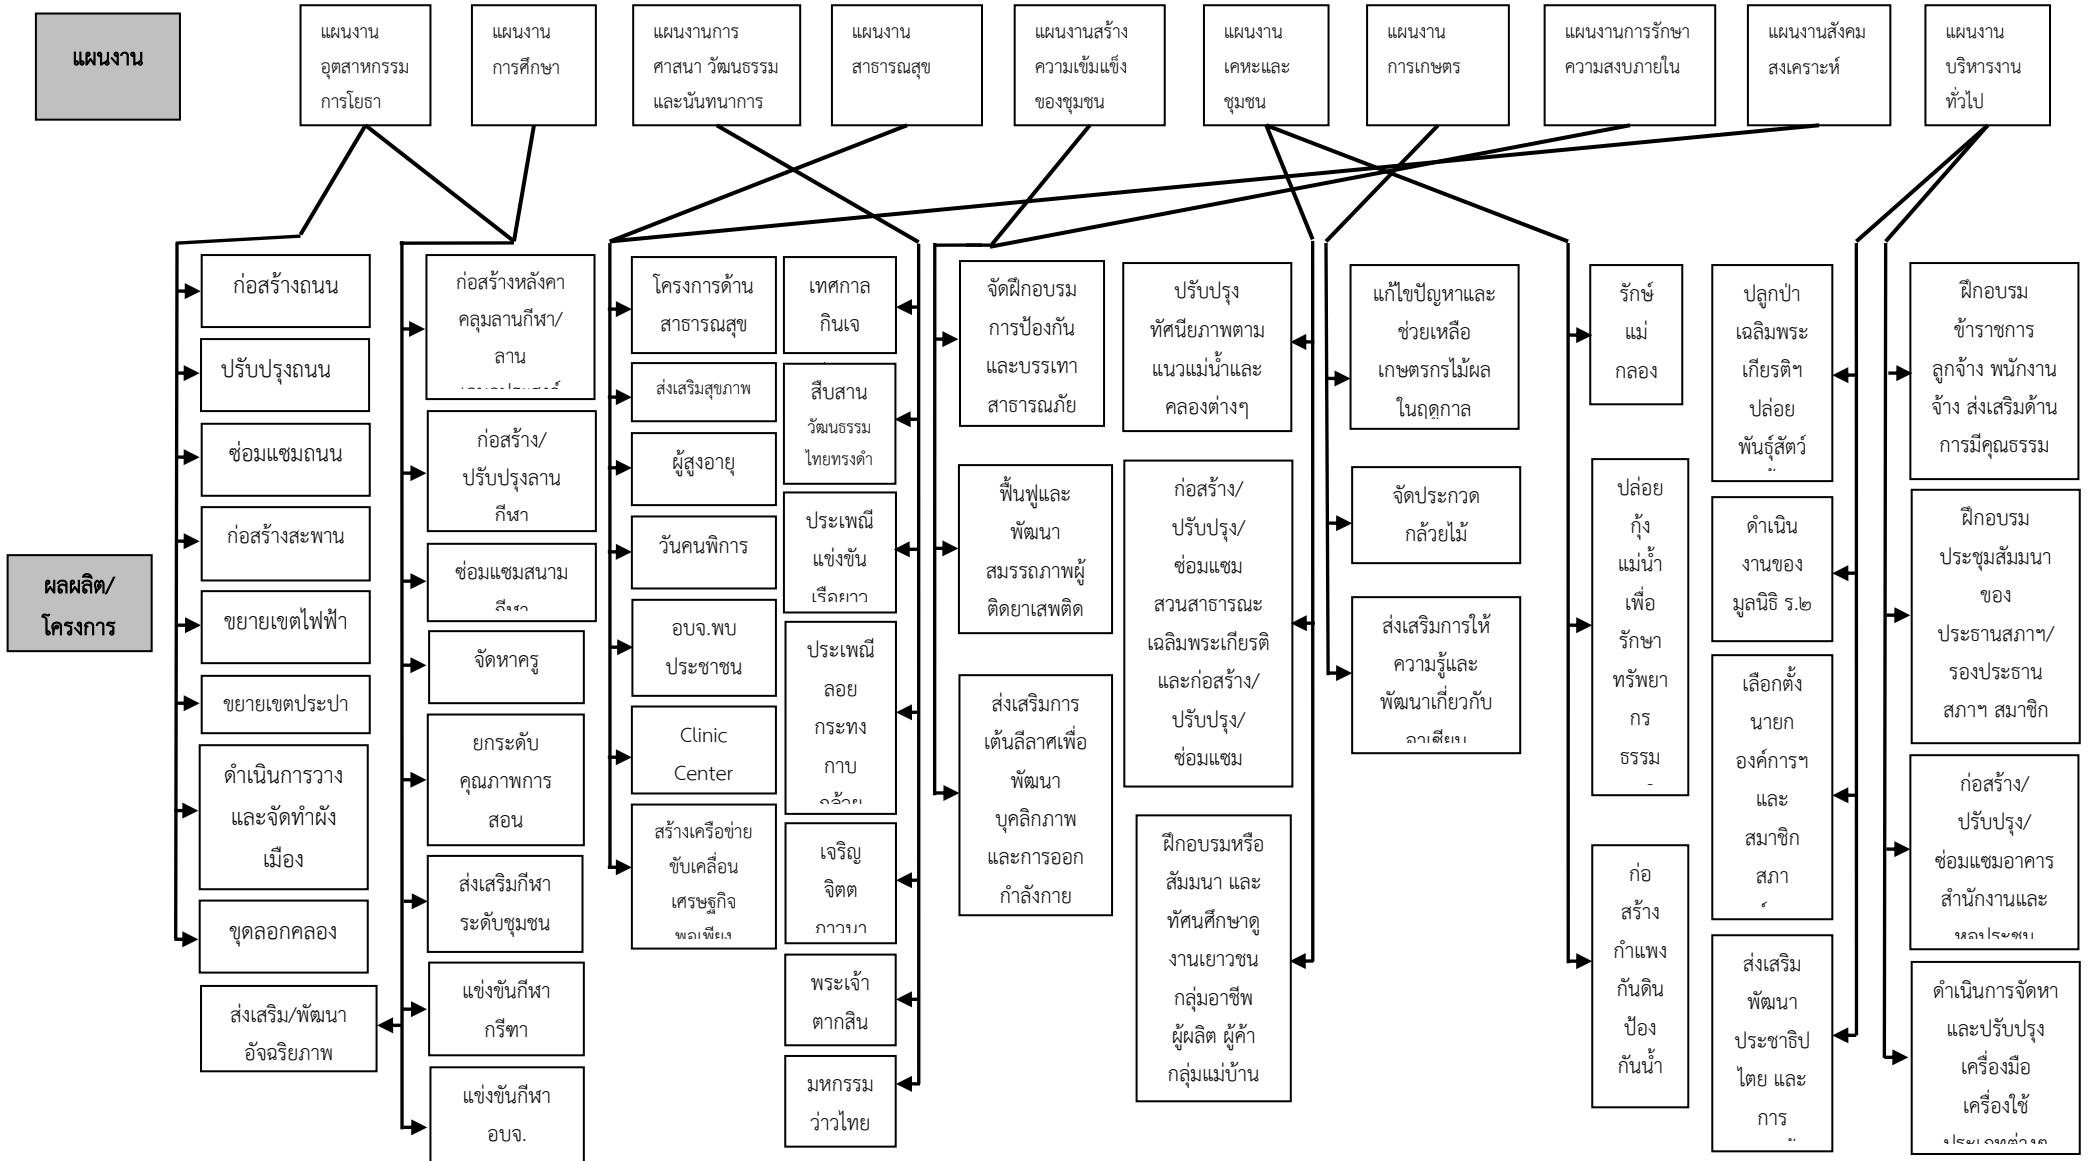 แผนงาน
แผนงาน
อุตสาหกรรม
การโยธา
แผนงาน
การศึกษา
แผนงานการ
ศาสนา วัฒนธรรม
และนันทนาการ
แผนงาน
สาธารณสุข
แผนงานสร้าง
ความเข้มแข็ง
ของชุมชน
แผนงาน
เคหะและ
ชุมชน
แผนงาน
การเกษตร
แผนงานการรักษา
ความสงบภายใน
แผนงานสังคม
สงเคราะห์
แผนงาน
บริหารงาน
ทั่วไป
ผลผลิต/
โครงการ
ก่อสร้างถนน
ปรับปรุงถนน
ซ่อมแซมถนน
ก่อสร้างสะพาน
ขยายเขตไฟฟ้า
ขยายเขตประปา
ดำเนินการวาง
และจัดทำผัง
เมือง
ขุดลอกคลอง
ส่งเสริม/พัฒนา
อัจฉริยภาพ
ก่อสร้างหลังคา
คลุมลานกีฬา/
ลาน
ก่อสร้าง/
ปรับปรุงลาน
กีฬา
ซ่อมแซมสนาม
กีฬา
จัดหาครู
ยกระดับ
คุณภาพการ
สอน
ส่งเสริมกีฬา
ระดับชุมชน
แข่งขันกีฬา
กรีฑา
แข่งขันกีฬา
อบจ.
โครงการด้าน
สาธารณสุข
ส่งเสริมสุขภาพ
ผู้สูงอายุ
วันคนพิการ
อบจ.พบ
ประชาชน
Clinic
Center
สร้างเครือข่าย
ขับเคลื่อน
เศรษฐกิจ
พอเพียง
เทศกาล
กินเจ
สืบสาน
วัฒนธรรม
ไทยทรงดำ
ประเพณี
แข่งขัน
เรือยาว
ประเพณี
ลอย
กระทง
กาบ
กล้วย
เจริญ
จิตต
ภาวนา
พระเจ้า
ตากสิน
มหกรรม
ว่าวไทย
จัดฝึกอบรม
การป้องกัน
และบรรเทา
สาธารณภัย
ฟื้นฟูและ
พัฒนา
สมรรถภาพผู้
ติดยาเสพติด
ส่งเสริมการ
เต้นลีลาศเพื่อ
พัฒนา
บุคลิกภาพ
และการออก
กำลังกาย
ปรับปรุง
ทัศนียภาพตาม
แนวแม่น้ำและ
คลองต่างๆ
ก่อสร้าง/
ปรับปรุง/
ซ่อมแซม
สวนสาธารณะ
เฉลิมพระเกียรติ
และก่อสร้าง/
ปรับปรุง/
ซ่อมแซม
ฝึกอบรมหรือ
สัมมนา และ
ทัศนศึกษาดู
งานเยาวชน
กลุ่มอาชีพ
ผู้ผลิต ผู้ค้า
กลุ่มแม่บ้าน
แก้ไขปัญหาและ
ช่วยเหลือ
เกษตรกรไม้ผล
ในฤดูกาล
จัดประกวด
กล้วยไม้
ส่งเสริมการให้
ความรู้และ
พัฒนาเกี่ยวกับ
อาเซียน
รักษ์
แม่
กลอง
ปล่อย
กุ้ง
แม่น้ำ
เพื่อ
รักษา
ทรัพยา
กร
ธรรม
ก่อ
สร้าง
กำแพง
กันดิน
ป้อง
กันน้ำ
ปลูกป่า
เฉลิมพระ
เกียรติฯ
ปล่อย
พันธุ์สัตว์
ดำเนิน
งานของ
มูลนิธิ ร.๒
เลือกตั้ง
นายก
องค์การฯ
และ
สมาชิก
สภา
ส่งเสริม
พัฒนา
ประชาธิป
ไตย และ
การ
ฝึกอบรม
ข้าราชการ
ลูกจ้าง พนักงาน
จ้าง ส่งเสริมด้าน
การมีคุณธรรม
ฝึกอบรม
ประชุมสัมมนา
ของ
ประธานสภาฯ/
รองประธาน
สภาฯ สมาชิก
ก่อสร้าง/
ปรับปรุง/
ซ่อมแซมอาคาร
สำนักงานและ
หอประชุม
ดำเนินการจัดหา
และปรับปรุง
เครื่องมือ
เครื่องใช้
ประเภทต่างๆ